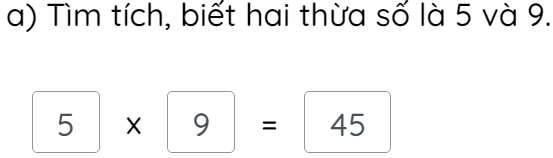 a) Tìm tích, biết hai thừa số là 5 và 9.
5 × 9 = 45